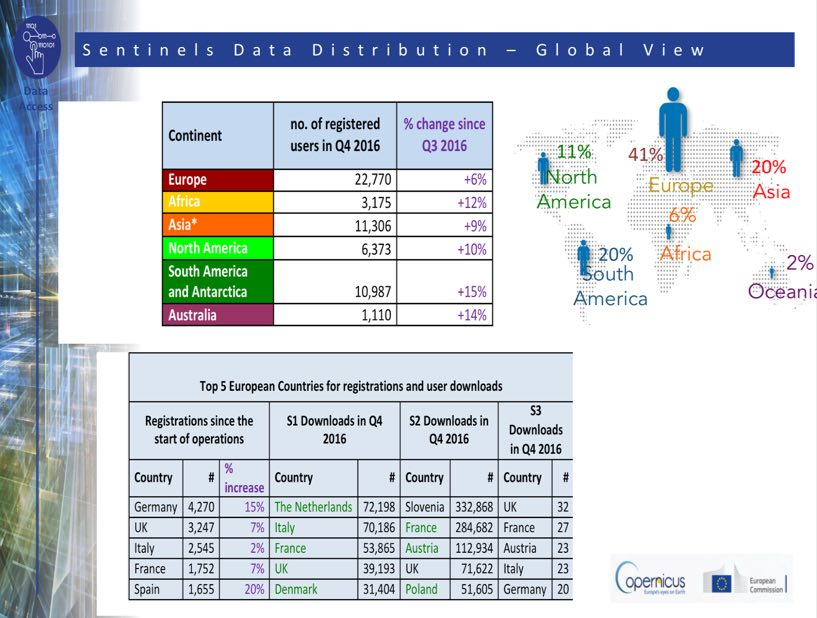 Sentinels Data Distribution – Global View
Data
Access
Continent
no. of registered
users in Q4 2016
% change since
Q3 2016
Europe 22,770 +6%
Africa 3,175 +12%
Asia* 11,306 +9%
North America 6,373 +10%
South America
and Antarctica 10,987 +15%
Australia 1,110 +14%
11%
North
America
41%
Europe
20%
Asia
6%
Africa
20%
South
America
2%
Oceania
Top 5 European Countries for registrations and user downloads
Registrations since the
start of operations
S1 Downloads in Q4
2016
S2 Downloads in
Q4 2016
S3
Downloads
in Q4 2016
Country # %
increase Country # Country # Country #
Germany 4,270 15% The Netherlands 72,198 Slovenia 332,868 UK 32
UK 3,247 7% Italy 70,186 France 284,682 France 27
Italy 2,545 2% France 53,865 Austria 112,934 Austria 23
France 1,752 7% UK 39,193 UK 71,622 Italy 23
Spain 1,655 20% Denmark 31,404 Poland 51,605 Germany 20
opernicus
Europe's eyes on Earth
European
Commission